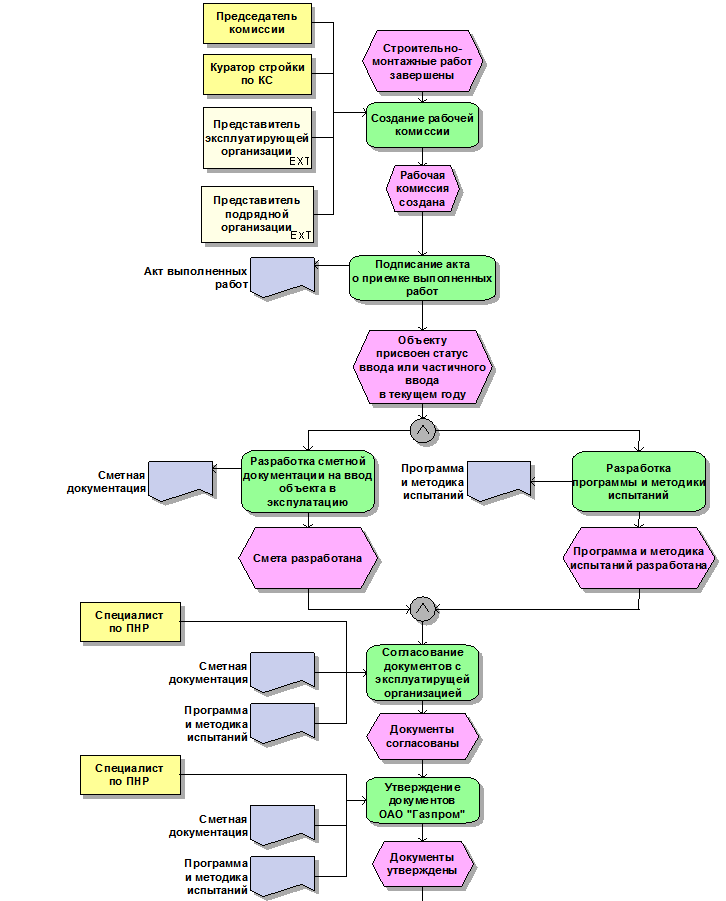 Председатель
комиссии
Куратор стройки
по КС
Представитель
эксплуатирующей
организации
EXT
Представитель
подрядной
организации
EXT
Строительно-
монтажные работ
завершены
Создание рабочей
комиссии
Рабочая
комиссия
создана
Подписание акта
о приемке выполненных
работ
Акт выполненных
работ
Объекту
присвоен статус
ввода или частичного
ввода
в текущем году
Сметная
документация
Разработка сметной
документации на ввод
объекта в
эксплуатацию
Программа
и методика
испытаний
Разработка
программы и методики
испытаний
Смета разработана
Программа и методика
испытаний разработана
Специалист
по ПНР
Сметная
документация
Программа
и методика
испытаний
Согласование
документов с
эксплуатирущей
организацией
Документы
согласованы
Специалист
по ПНР
Сметная
документация
Программа
и методика
испытаний
Утверждение
документов
ОАО "Газпром"
Документы
утверждены